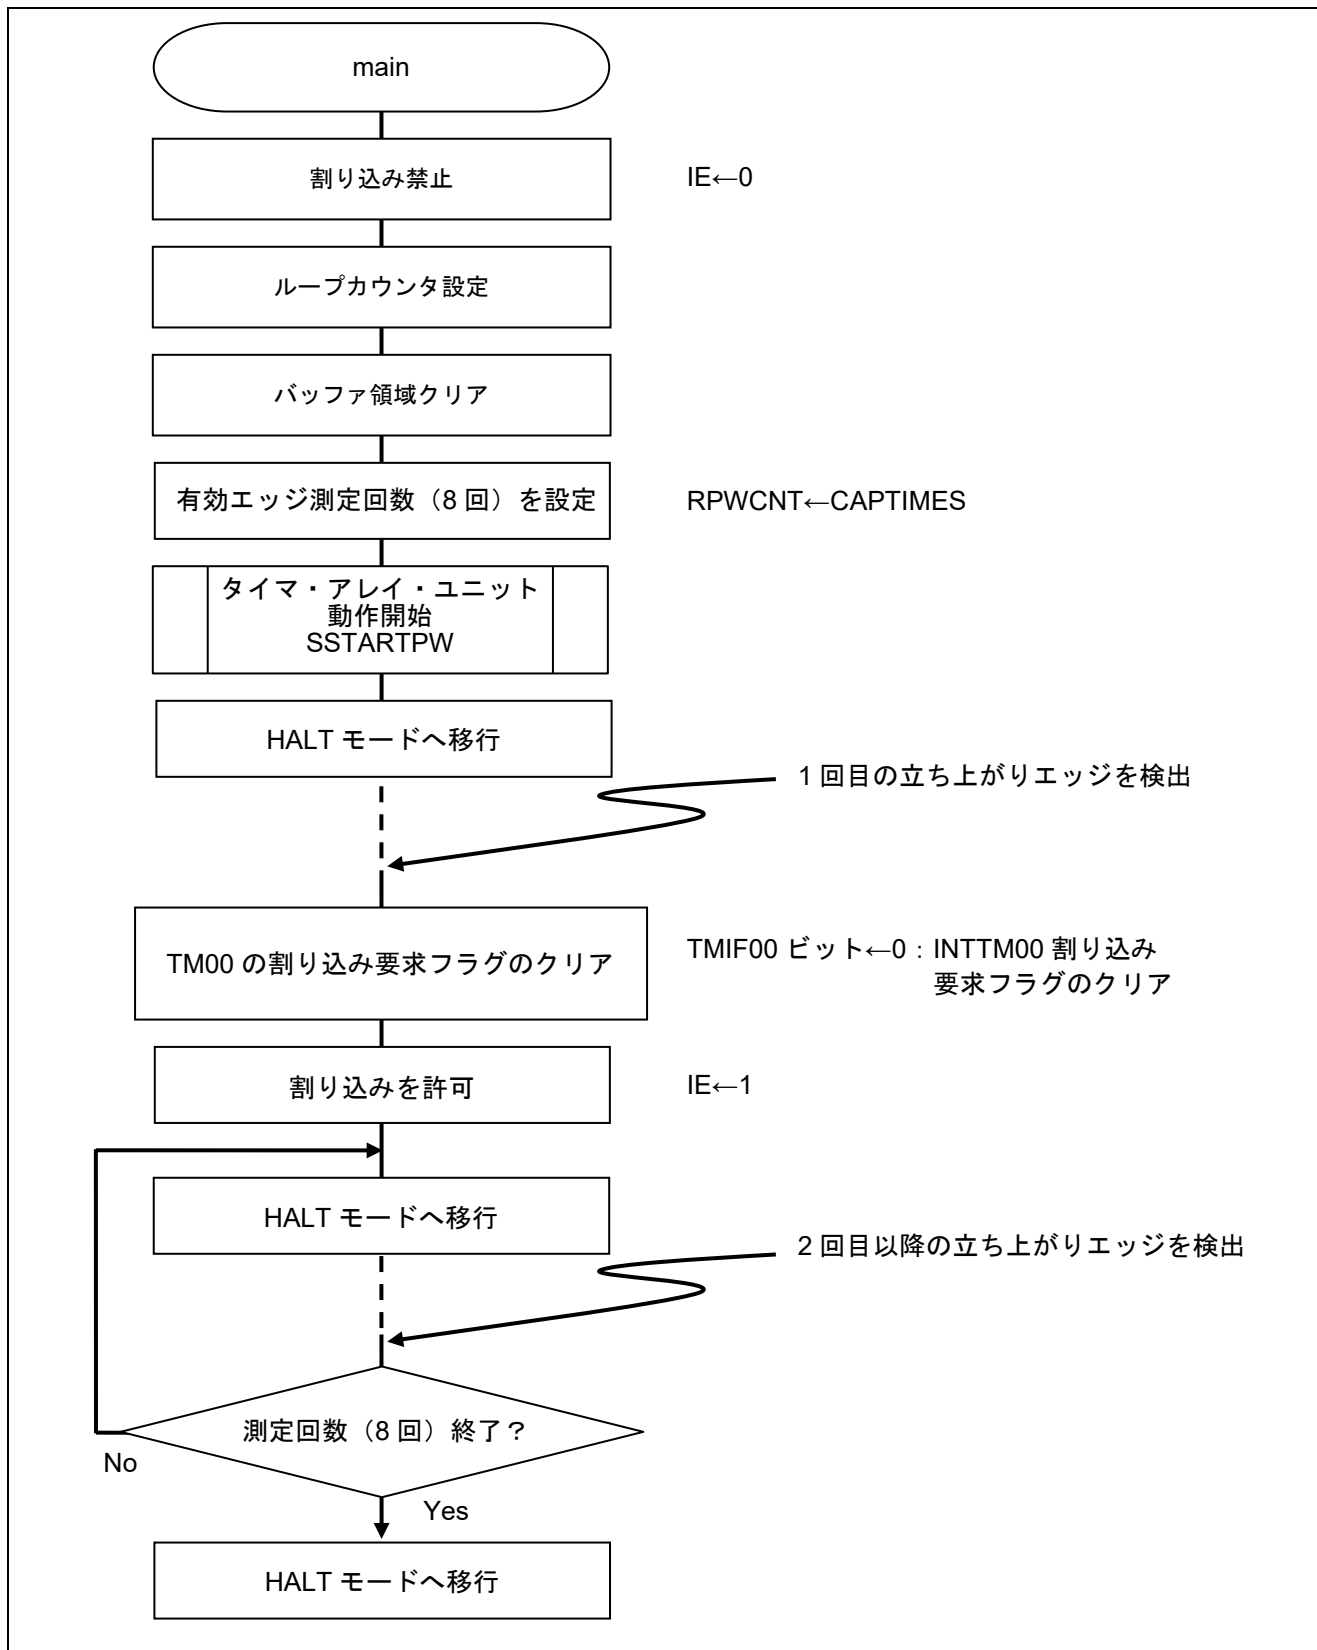 main
割り込み禁止
IE←0
ループカウンタ設定
バッファ領域クリア
有効エッジ測定回数（8 回）を設定
RPWCNT←CAPTIMES
タイマ・アレイ・ユニット
動作開始
SSTARTPW
HALT モードへ移行
1 回目の立ち上がりエッジを検出
TM00 の割り込み要求フラグのクリア
TMIF00 ビット←0：INTTM00 割り込み
要求フラグのクリア
割り込みを許可
IE←1
HALT モードへ移行
2 回目以降の立ち上がりエッジを検出
測定回数（8 回）終了？
No
Yes
HALT モードへ移行